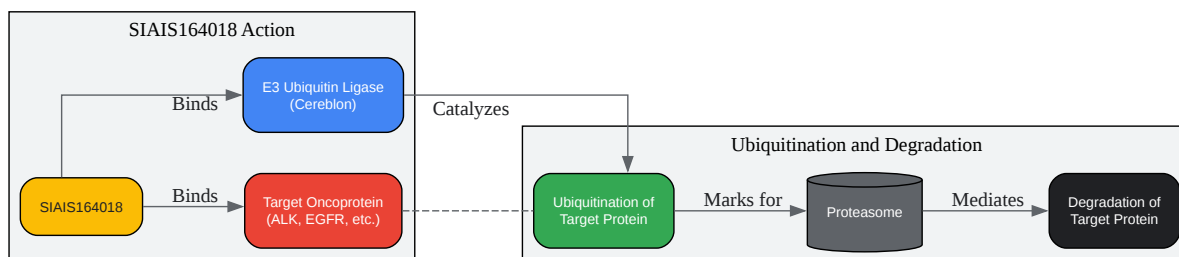 SIAIS164018 Action
E3 Ubiquitin Ligase
(Cereblon)
Binds
Catalyzes
Ubiquitination and Degradation
SIAIS164018
Binds
Target Oncoprotein
(ALK, EGFR, etc.)
Ubiquitination of
Target Protein
Marks for
Proteasome
Mediates
Degradation of
Target Protein